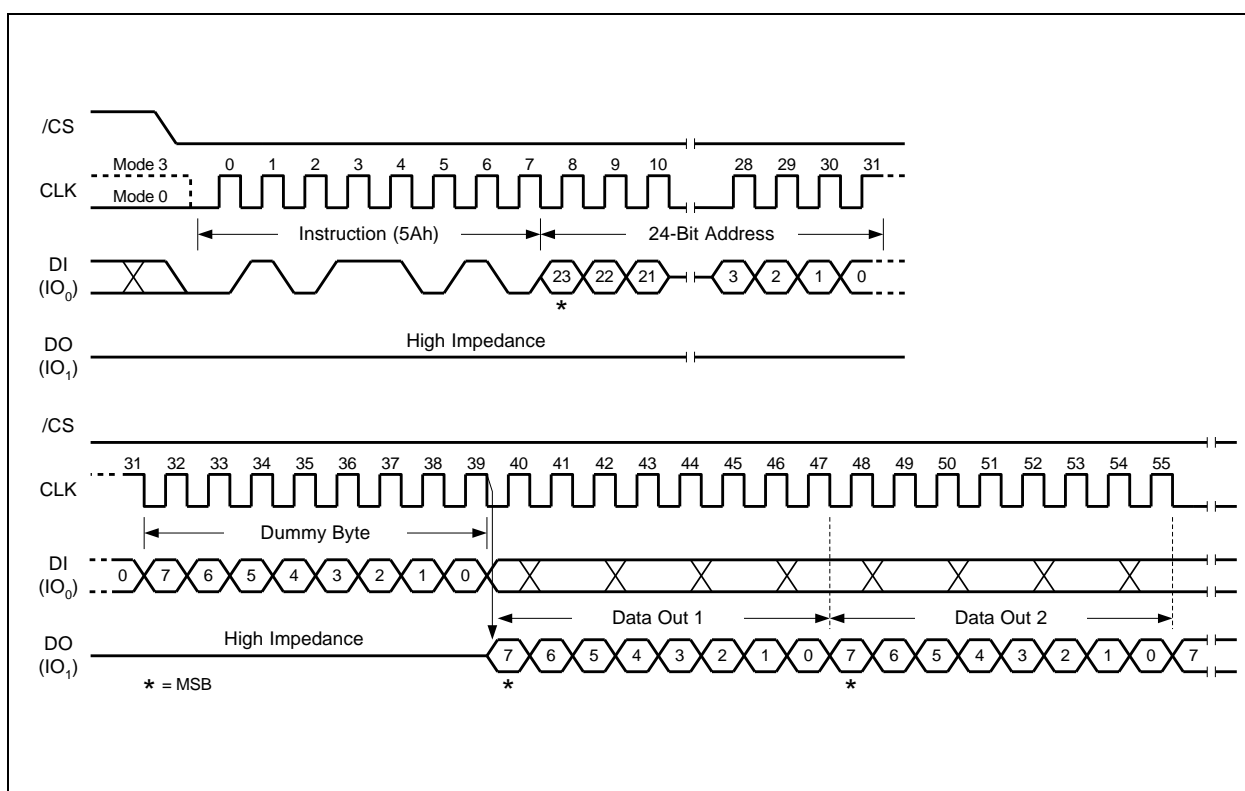 /CS
Mode 3 0 1 2 3 4 5 6 7 8 9 10 28 29 30 31
CLK
Mode 0
Instruction (5Ah) 24-Bit Address
DI
(IO0)
23 22 21 3 2 1 0
*
High Impedance
DO
(IO1)
/CS
31 32 33 34 35 36 37 38 39 40 41 42 43 44 45 46 47 48 49 50 51 52 53 54 55
CLK
Dummy Byte
DI
(IO0)
0 7 6 5 4 3 2 1 0
Data Out 1 Data Out 2
High Impedance
DO
(IO1)
7 6 5 4 3 2 1 0 7 6 5 4 3 2 1 0 7
* = MSB * *